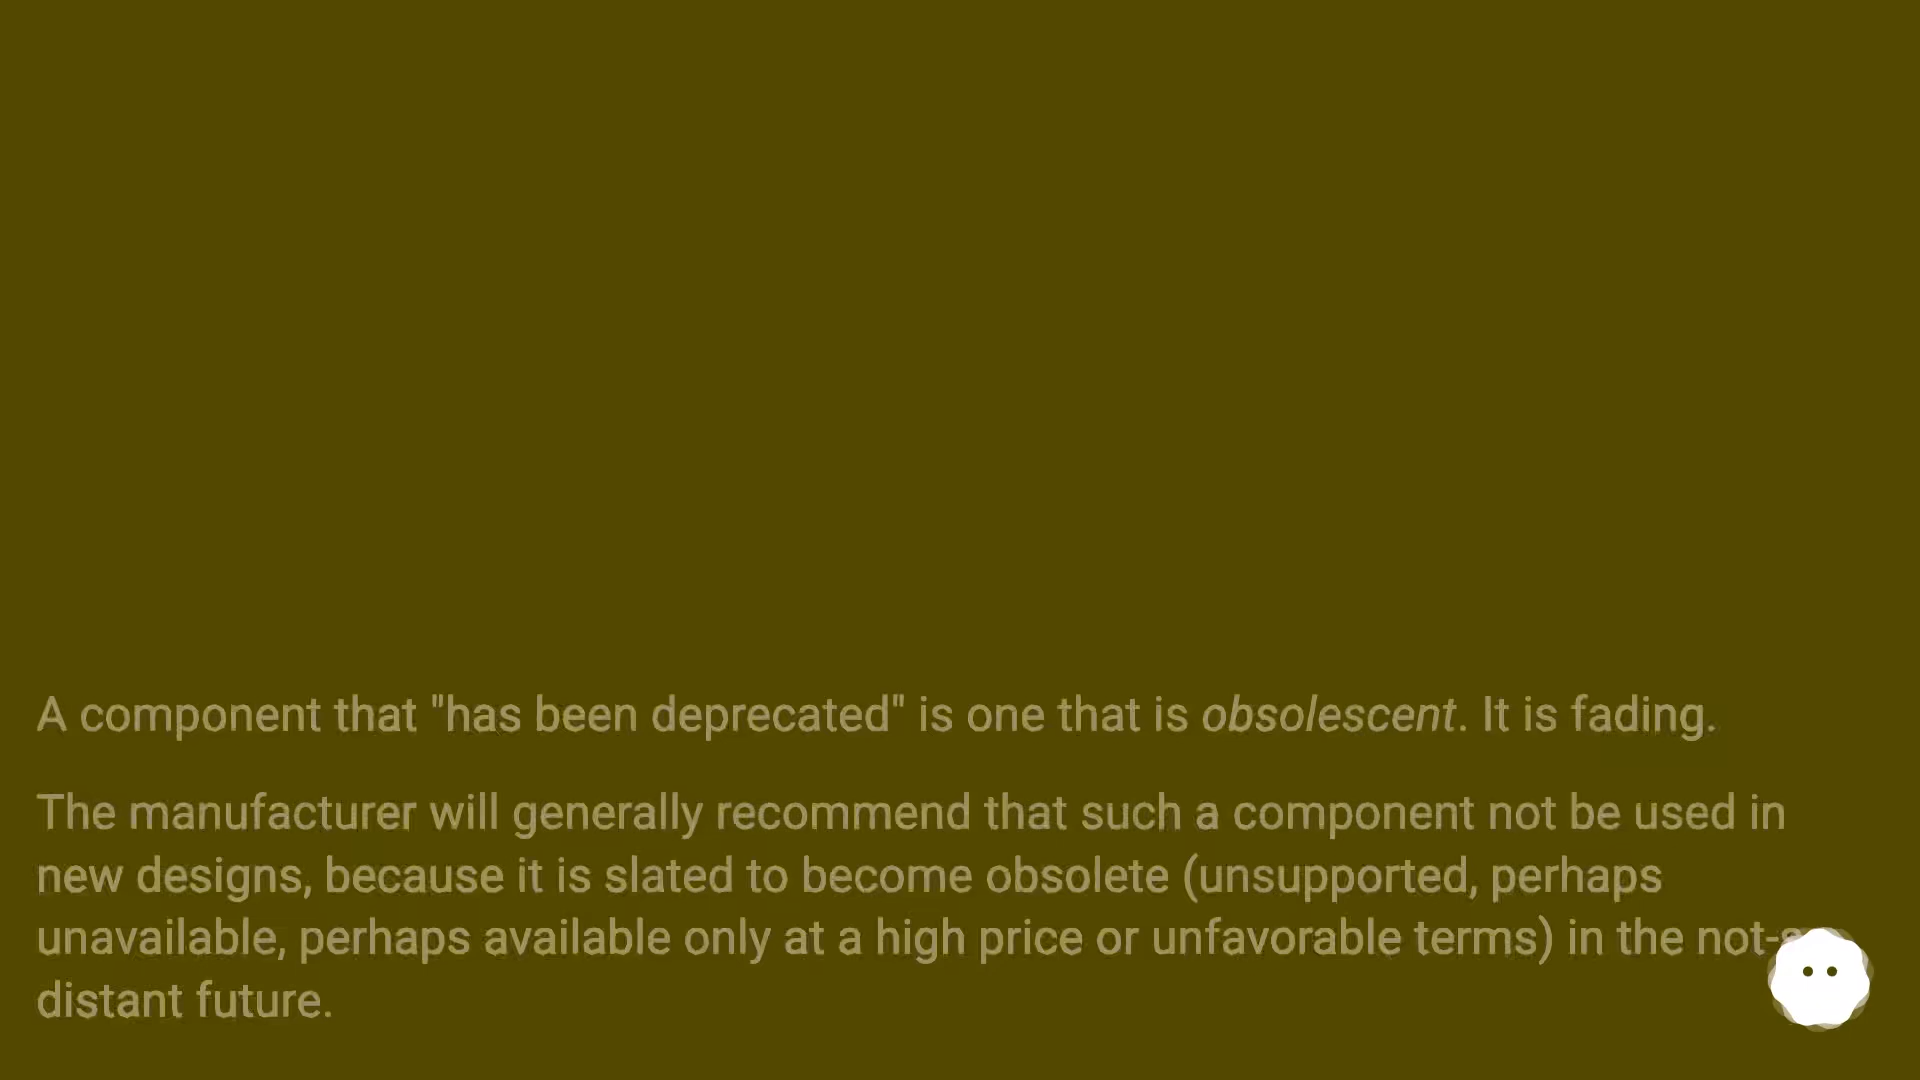 A component that "has been deprecated" is one that is obsolescent. It is fading.
The manufacturer will generally recommend that such a component not be used in
new designs, because it is slated to become obsolete (unsupported, perhaps
unavailable, perhaps available only at a high price or unfavorable terms) in the not-
distant future.